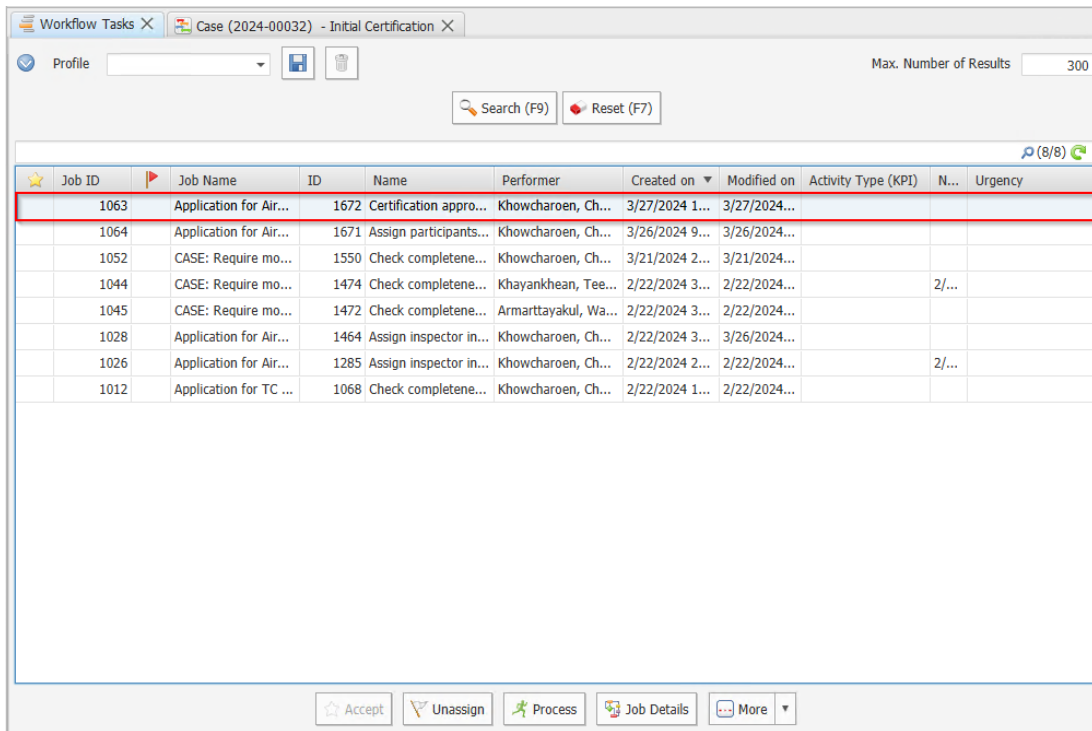 Workflow Tasks Case (2024-00032) - Initial Certification
Profile Max. Number of Results 300
Search (F9) Reset (F7)
(8/8)
Job ID Job Name ID Name Performer Created on Modified on Activity Type (KPI) N... Urgency
1063 Application for Air... 1672 Certification appro... Khowcharoen, Ch... 3/27/2024 1... 3/27/2024...
1064 Application for Air... 1671 Assign participants... Khowcharoen, Ch... 3/26/2024 9... 3/26/2024...
1052 CASE: Require mo... 1550 Check completene... Khowcharoen, Ch... 3/21/2024 2... 3/21/2024...
1044 CASE: Require mo... 1474 Check completene... Khayankhean, Tee... 2/22/2024 3... 2/22/2024... 2/...
1045 CASE: Require mo... 1472 Check completene... Armarttayakul, Wa... 2/22/2024 3... 2/22/2024...
1028 Application for Air... 1464 Assign inspector in... Khowcharoen, Ch... 2/22/2024 3... 3/26/2024...
1026 Application for Air... 1285 Assign inspector in... Khowcharoen, Ch... 2/22/2024 2... 2/22/2024... 2/...
1012 Application for TC ... 1068 Check completene... Khowcharoen, Ch... 2/22/2024 1... 2/22/2024...
Accept Unassign Process Job Details More